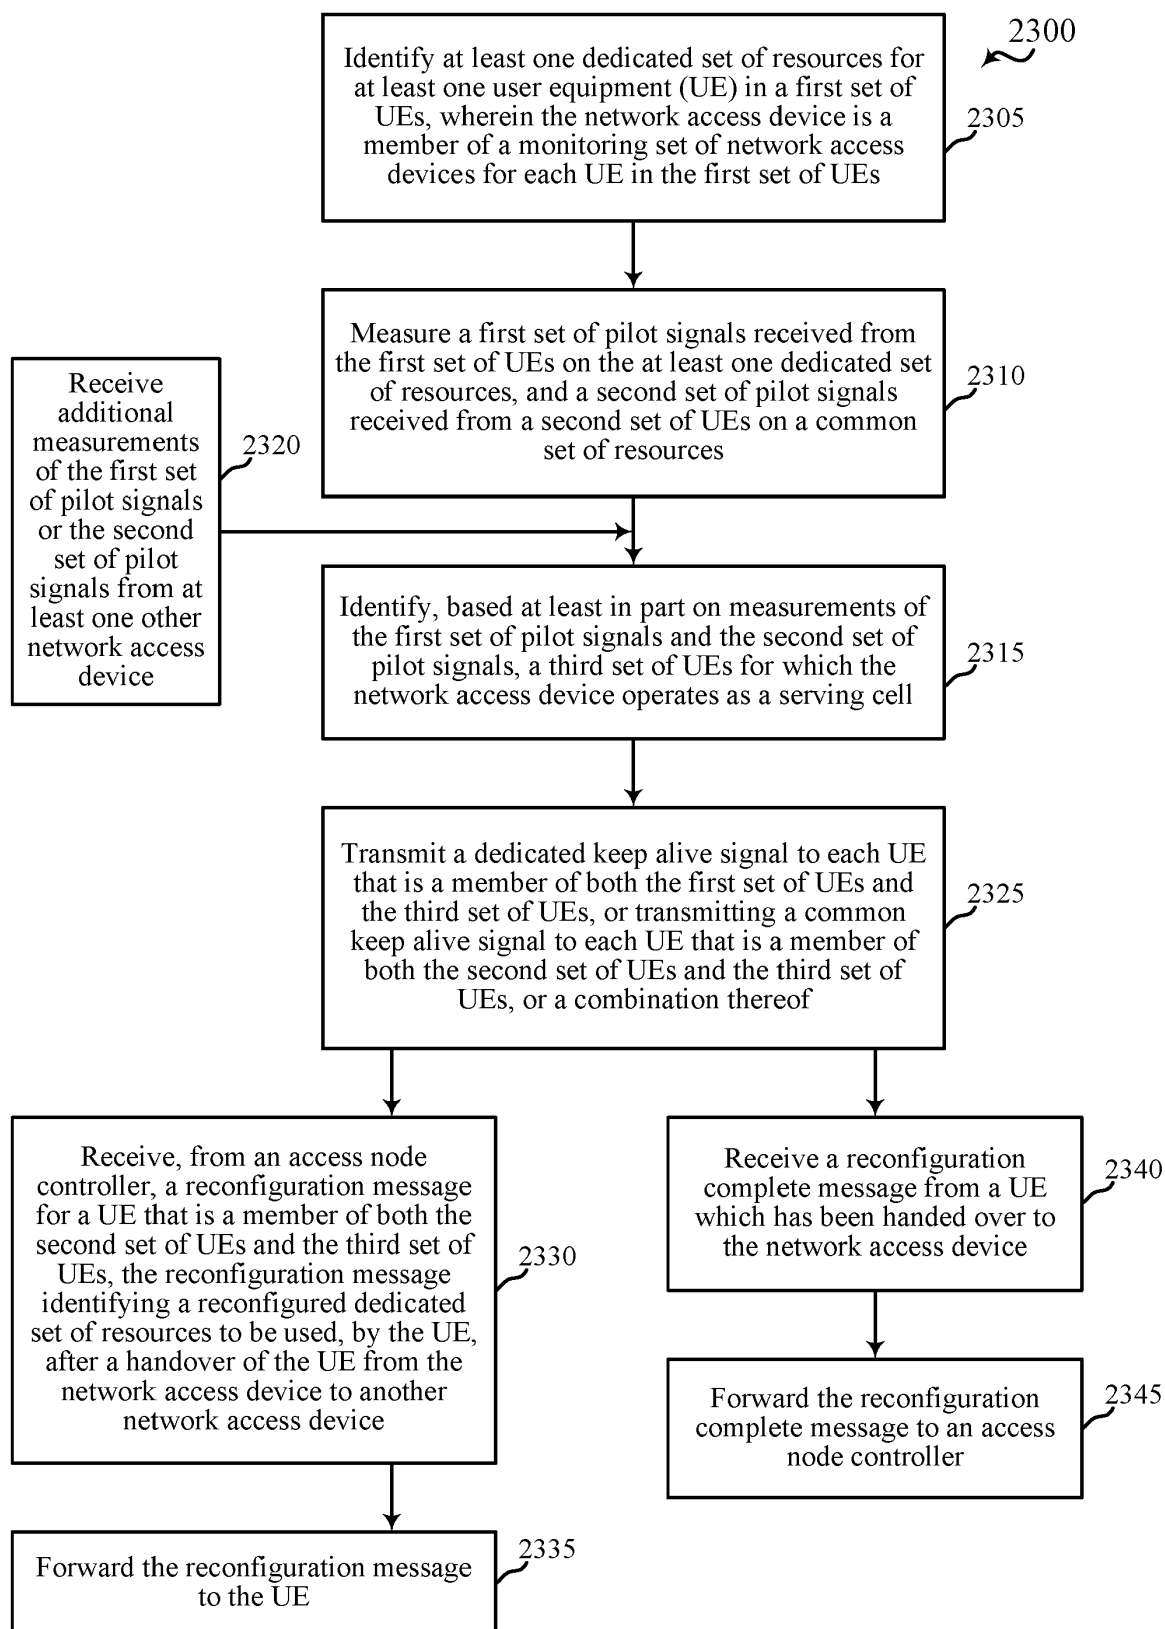 2300
Identify at least one dedicated set of resources for
at least one user equipment (UE) in a first set of
UEs, wherein the network access device is a
member of a monitoring set of network access
devices for each UE in the first set of UEs
2305
Measure a first set of pilot signals received from
the first set of UEs on the at least one dedicated set
of resources, and a second set of pilot signals
received from a second set of UEs on a common
set of resources
2310
Receive
additional
measurements
of the first set
of pilot signals
or the second
set of pilot
signals from at
least one other
network access
device
2320
Identify, based at least in part on measurements of
the first set of pilot signals and the second set of
pilot signals, a third set of UEs for which the
network access device operates as a serving cell
2315
Transmit a dedicated keep alive signal to each UE
that is a member of both the first set of UEs and
the third set of UEs, or transmitting a common
keep alive signal to each UE that is a member of
both the second set of UEs and the third set of
UEs, or a combination thereof
2325
Receive, from an access node
controller, a reconfiguration message
for a UE that is a member of both the
second set of UEs and the third set of
UEs, the reconfiguration message
identifying a reconfigured dedicated
set of resources to be used, by the UE,
after a handover of the UE from the
network access device to another
network access device
2330
Forward the reconfiguration message
to the UE
2335
Receive a reconfiguration
complete message from a UE
which has been handed over to
the network access device
2340
Forward the reconfiguration
complete message to an access
node controller
2345